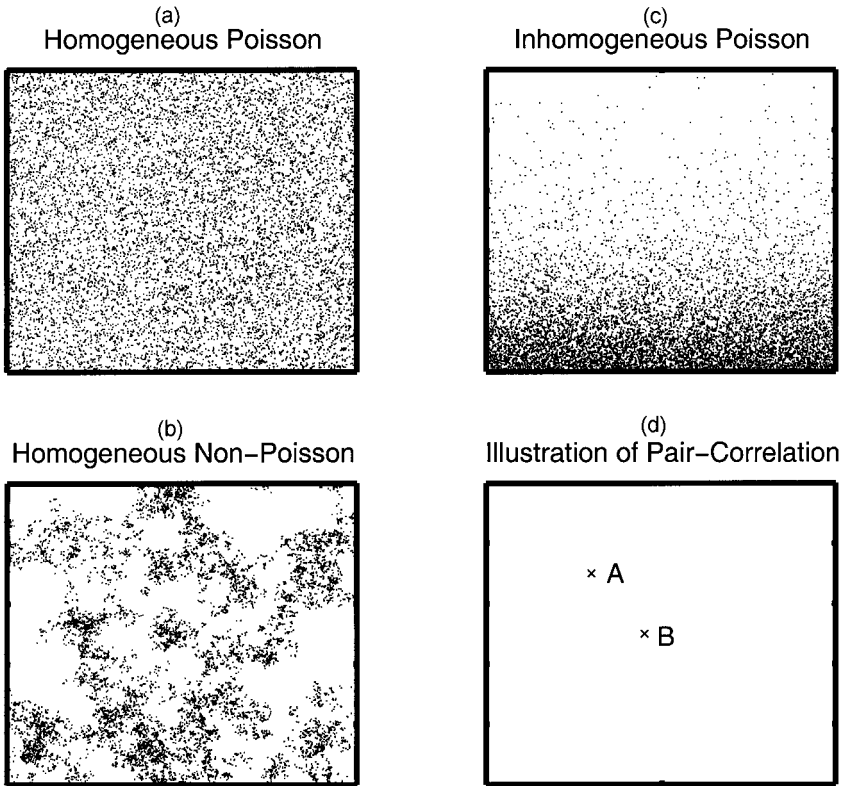 (a)
Homogeneous Poisson
(c)
Inhomogeneous Poisson
(b)
Homogeneous Non−Poisson
(d)
Illustration of Pair−Correlation
× A
× B